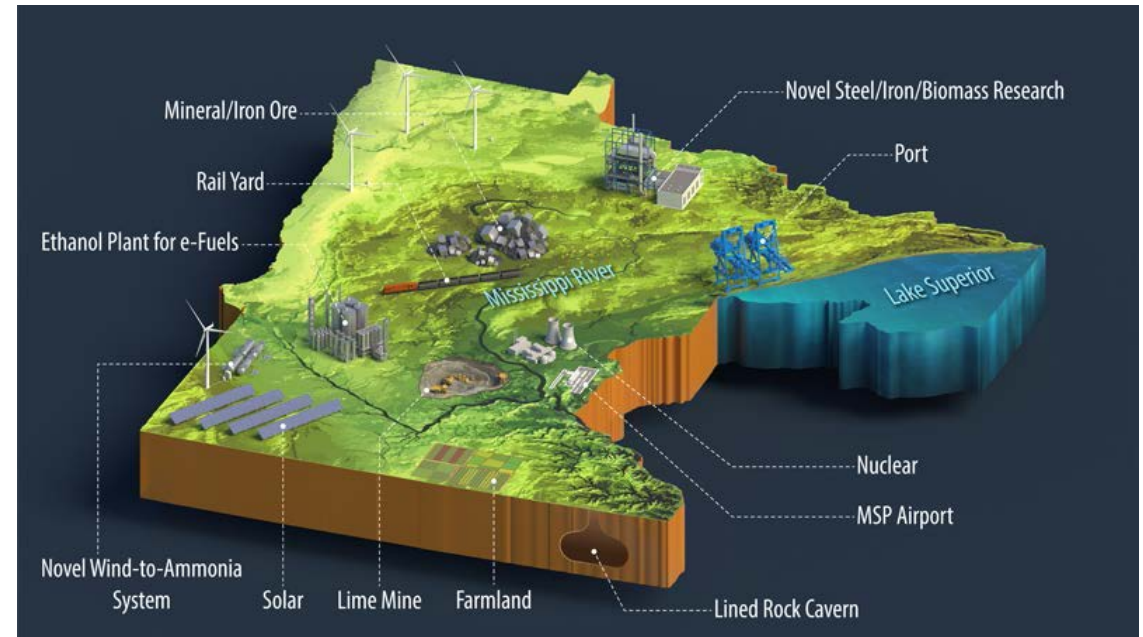 Mineral/Iron Ore
Novel Steel/Iron/Biomass Research
Port
Rail Yard
Ethanol Plant for e-Fuels
Mississippi River
Lake Superior
Nuclear
MSP Airport
Novel Wind-to-Ammonia
System
Solar
Lime Mine
Farmland
Lined Rock Cavern